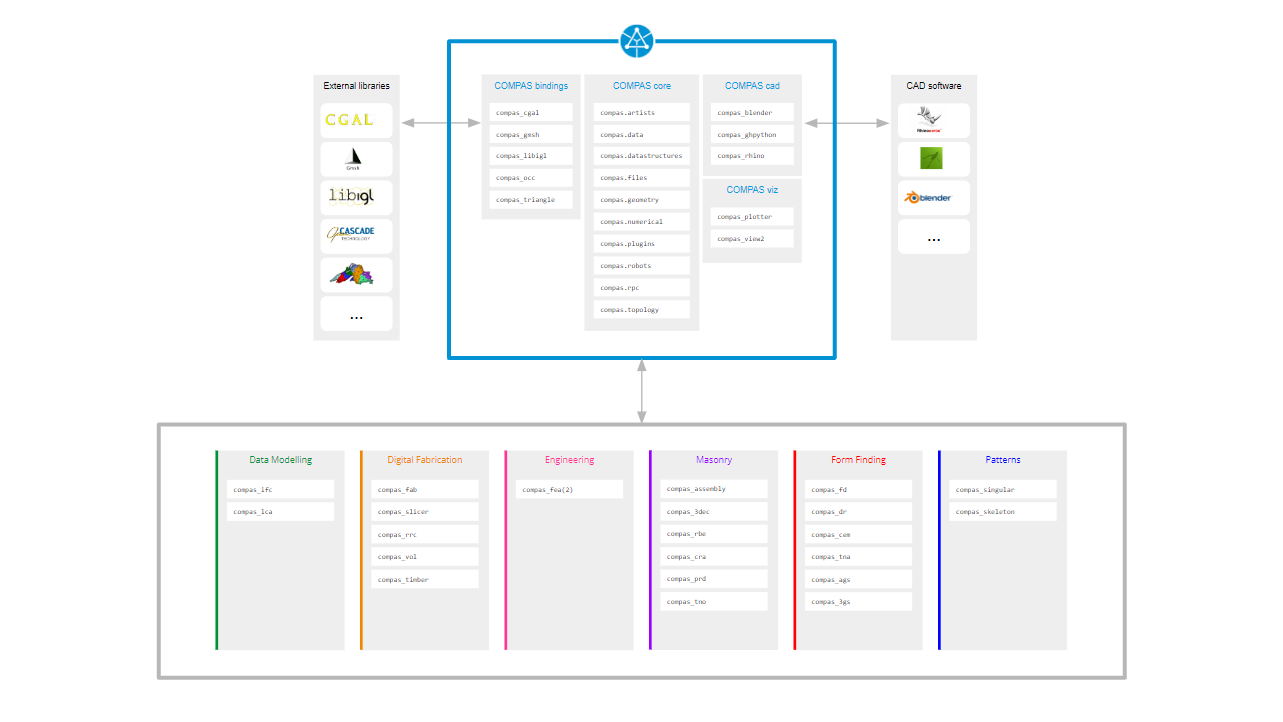 External libraries
CGAL
Gmsh
libigl
Open CASCADE
TECHNOLOGY
...
COMPAS bindings
compas_cgal
compas_gmsh
compas_libigl
compas_occ
compas_triangle
COMPAS core
compas.artists
compas.data
compas.datastructures
compas.files
compas.geometry
compas.numerical
compas.plugins
compas.robots
compas.rpc
compas.topology
COMPAS cad
compas_blender
compas_ghpython
compas_rhino
COMPAS viz
compas_plotter
compas_view2
CAD software
Rhinoceros
blender
...
Data Modelling
compas_ifc
compas_lca
Digital Fabrication
compas_fab
compas_slicer
compas_rrc
compas_vol
compas_timber
Engineering
compas_fea(2)
Masonry
compas_assembly
compas_3dec
compas_rbe
compas_cra
compas_prd
compas_tno
Form Finding
compas_fd
compas_dr
compas_cem
compas_tna
compas_ags
compas_3gs
Patterns
compas_singular
compas_skeleton